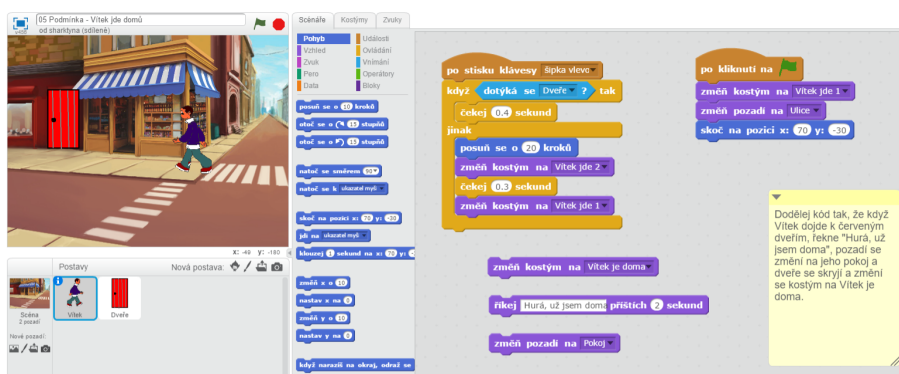 05 Podmínka - Vítek jde domů
od sharktyna (sdílené)
x: -49 y: -180
Postavy
Nová postava:
Scéna
2 pozadí
Nové pozadí:
Vítek
Dveře
Scénáře
Kostýmy
Zvuky
Pohyb
Vzhled
Zvuk
Pero
Data
Události
Ovládání
Vnímání
Operátory
Bloky
posuň se o 10 kroků
otoč se o 15 stupňů
otoč se o 15 stupňů
natoč se směrem 90
natoč se k ukazatel myši
skoč na pozici x: 70 y: -30
jdi na ukazatel myši
klouzej 1 sekund na x: 70 y:
změň x o 10
nastav x na 0
změň y o 10
nastav y na 0
když narazíš na okraj, odraž se
po stisku klávesy šipka vlevo
když dotýká se Dveře ? tak
čekej 0.4 sekund
jinak
posuň se o 20 kroků
změň kostým na Vítek jde 2
čekej 0.3 sekund
změň kostým na Vítek jde 1
změň kostým na Vítek je doma
říkej Hurá, už jsem doma příštích 2 sekund
změň pozadí na Pokoj
po kliknutí na
změň kostým na Vítek jde 1
změň pozadí na Ulice
skoč na pozici x: 70 y: -30
Dodělej kód tak, že když
Vítek dojde k červeným
dveřím, řekne "Hurá, už
jsem doma", pozadí se
změní na jeho pokoj a
dveře se skryjí a změní
se kostým na Vítek je
doma.